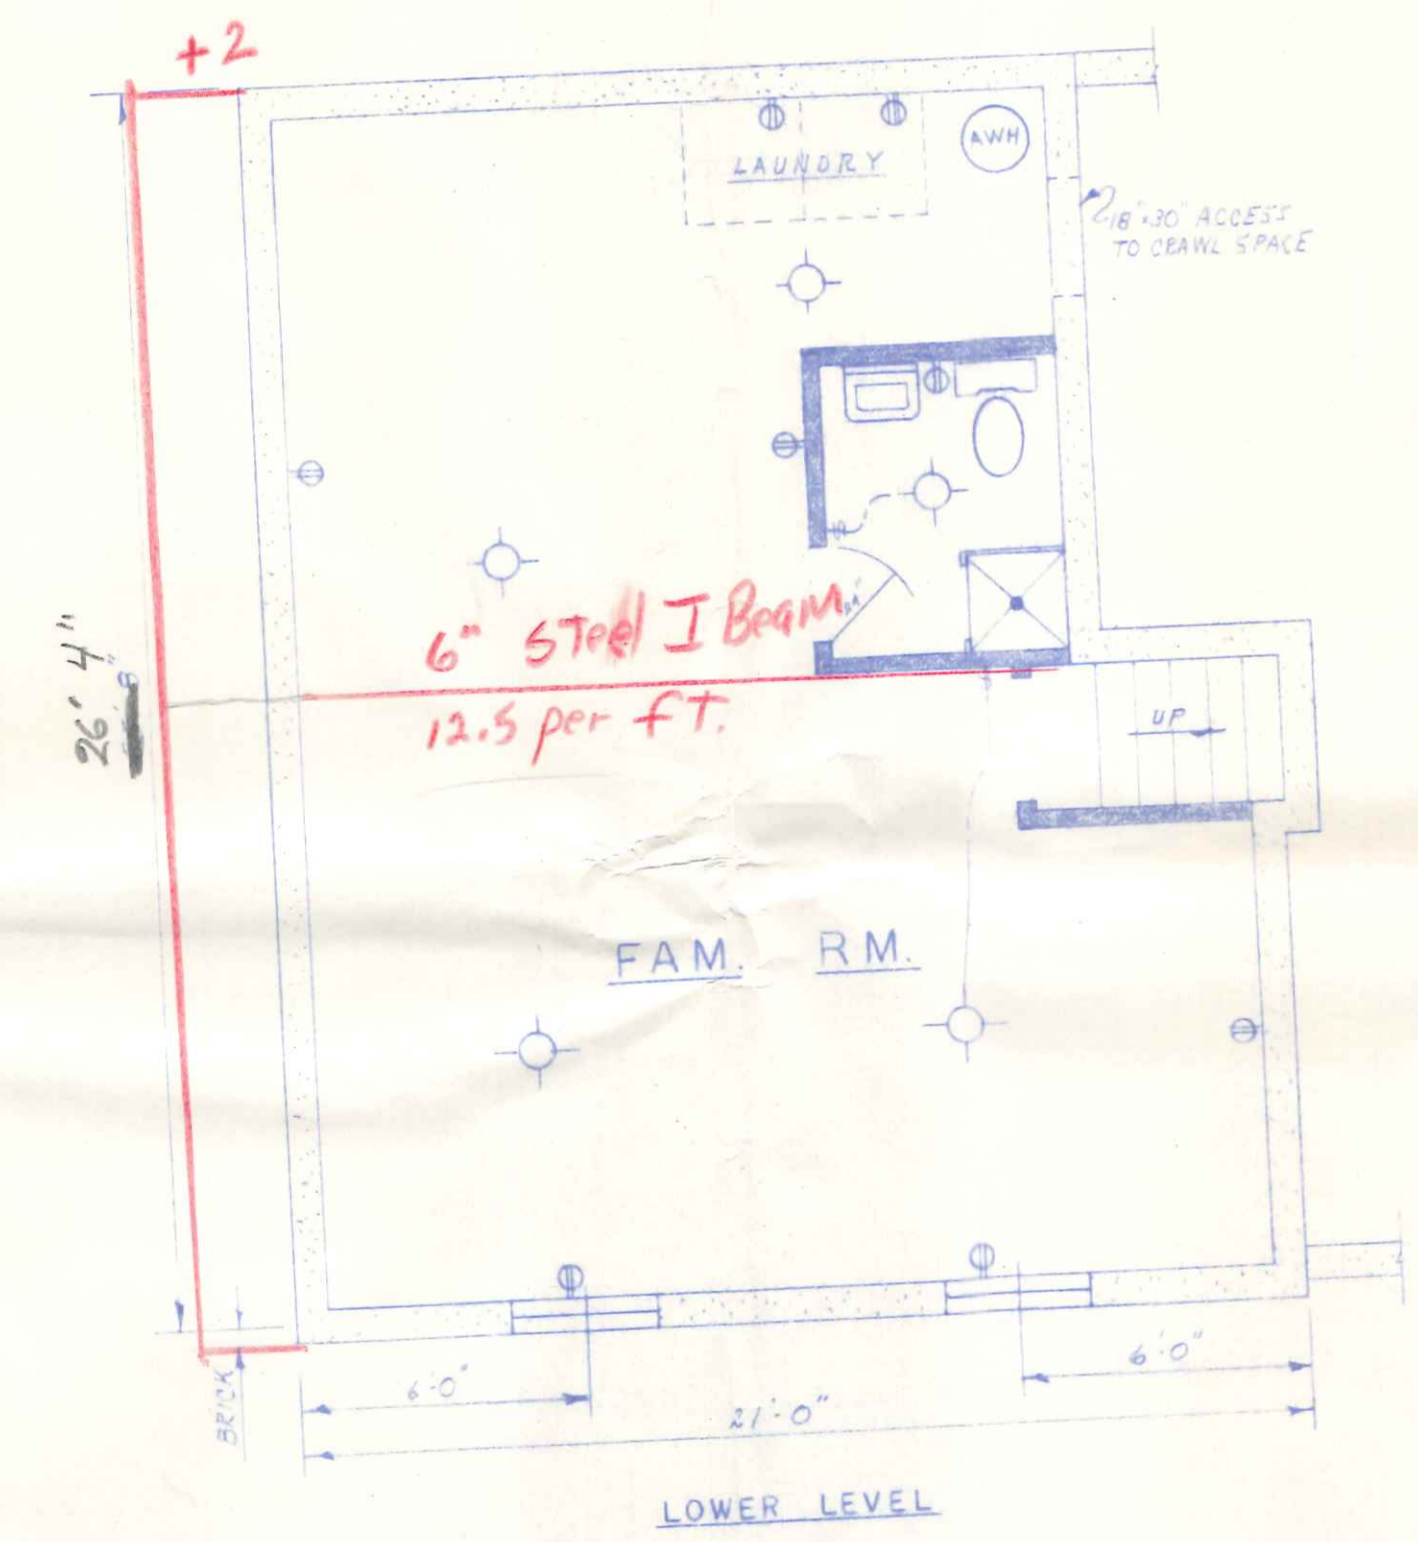 +2
LAUNDRY
AWH
18"x30" ACCESS
TO CRAWL SPACE
26' 4"
6" Steel I Beam
12.5 per ft.
UP
FAM. RM.
BRICK
6'-0"
6'-0"
21'-0"
LOWER LEVEL